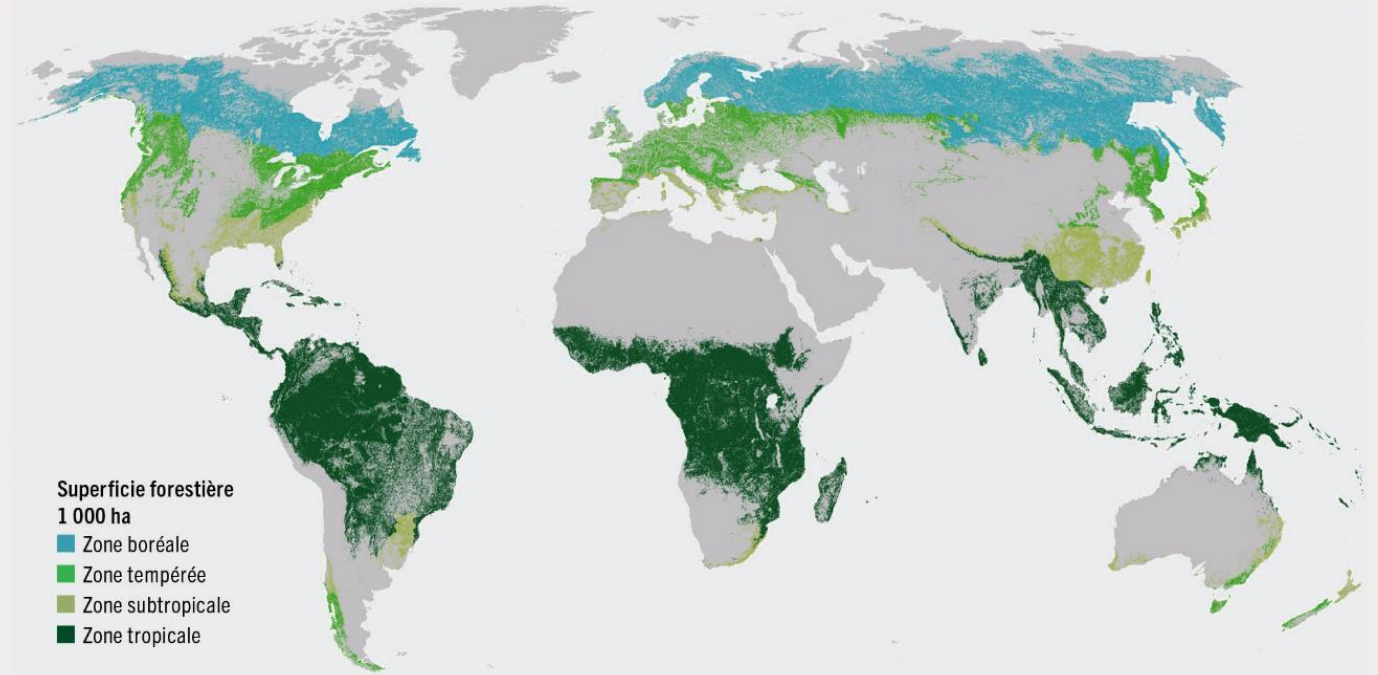 Superficie forestière
1 000 ha
Zone boréale
Zone tempérée
Zone subtropicale
Zone tropicale